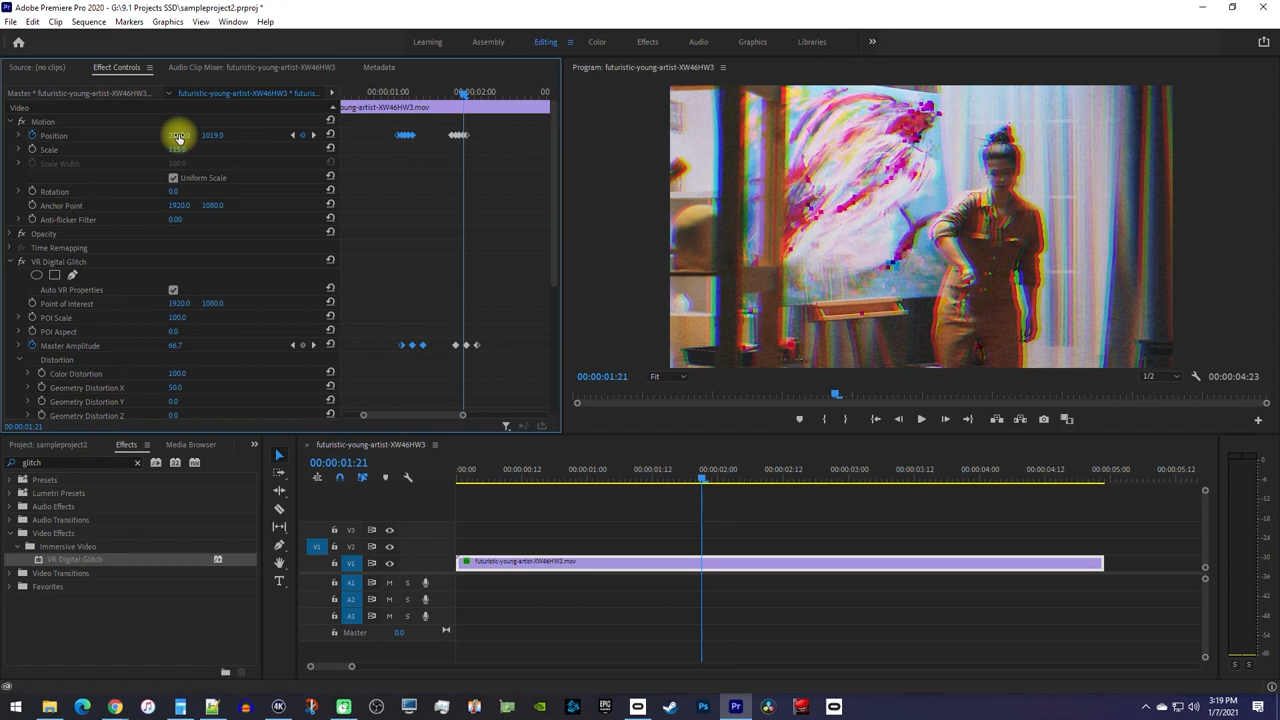 Adobe Premiere Pro 2020 - G:\9.1 Projects SSD\sampleproject2.prproj *
File Edit Clip Sequence Markers Graphics View Window Help
Learning Assembly Editing Color Effects Audio Graphics Libraries
Source: (no clips) Effect Controls Audio Clip Mixer: futuristic-young-artist-XW46HW3 Metadata
Program: futuristic-young-artist-XW46HW3
Master * futuristic-young-artist-XW46HW3... futuristic-young-artist-XW46HW3 * futuris...
00:00:01:00 00:00:02:00 00
Video
oung-artist-XW46HW3.mov
Motion
Position 1019.0
Scale 115.0
Scale Width 100.0
Uniform Scale
Rotation 0.0
Anchor Point 1920.0 1080.0
Anti-flicker Filter 0.00
Opacity
Time Remapping
VR Digital Glitch
Auto VR Properties
Point of Interest 1920.0 1080.0
POI Scale 100.0
POI Aspect 0.0
Master Amplitude 66.7
Distortion
Color Distortion 100.0
Geometry Distortion X 50.0
Geometry Distortion Y 0.0
Geometry Distortion Z 0.0
00:00:01:21
00:00:01:21 Fit 1/2 00:00:04:23
Project: sampleproject2 Effects Media Browser
glitch
Presets
Lumetri Presets
Audio Effects
Audio Transitions
Video Effects
Immersive Video
VR Digital Glitch
Video Transitions
Favorites
futuristic-young-artist-XW46HW3
00:00:01:21
:00:00 00:00:00:12 00:00:01:00 00:00:01:12 00:00:02:00 00:00:02:12 00:00:03:00 00:00:03:12 00:00:04:00 00:00:04:12 00:00:05:00 00:00:05:12
V3
V1 V2
V1 futuristic-young-artist-XW46HW3.mov
A1 M S
A2 M S
A3 M S
Master 0.0
S S
3:19 PM
1/7/2021